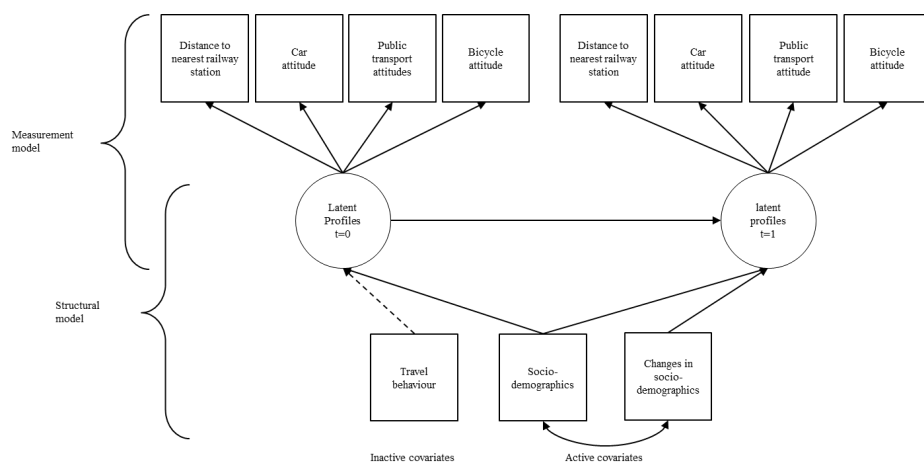 Distance to
nearest railway
station
Car
attitude
Public
transport
attitudes
Bicycle
attitude
Distance to
nearest railway
station
Car
attitude
Public
transport
attitude
Bicycle
attitude
Measurement
model
Latent
Profiles
t=0
latent
profiles
t=1
Structural
model
Travel
behaviour
Socio-
demographics
Changes in
socio-
demographics
Inactive covariates
Active covariates